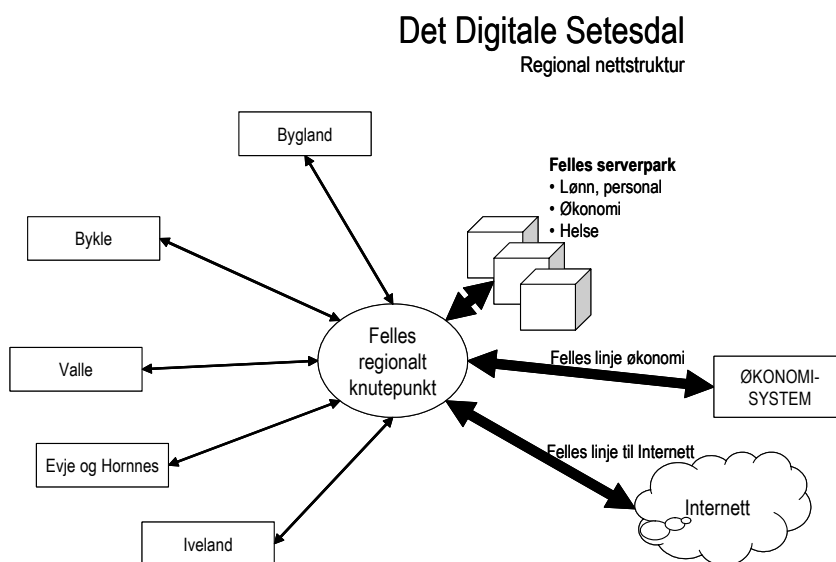 Det Digitale Setesdal
Regional nettstruktur
Bygland
Felles serverpark
• Lønn, personal
• Økonomi
• Helse
Bykle
Felles
regionalt
knutepunkt
Felles linje økonomi
Valle
ØKONOMI-
SYSTEM
Felles linje til Internett
Evje og Hornnes
Internett
Iveland